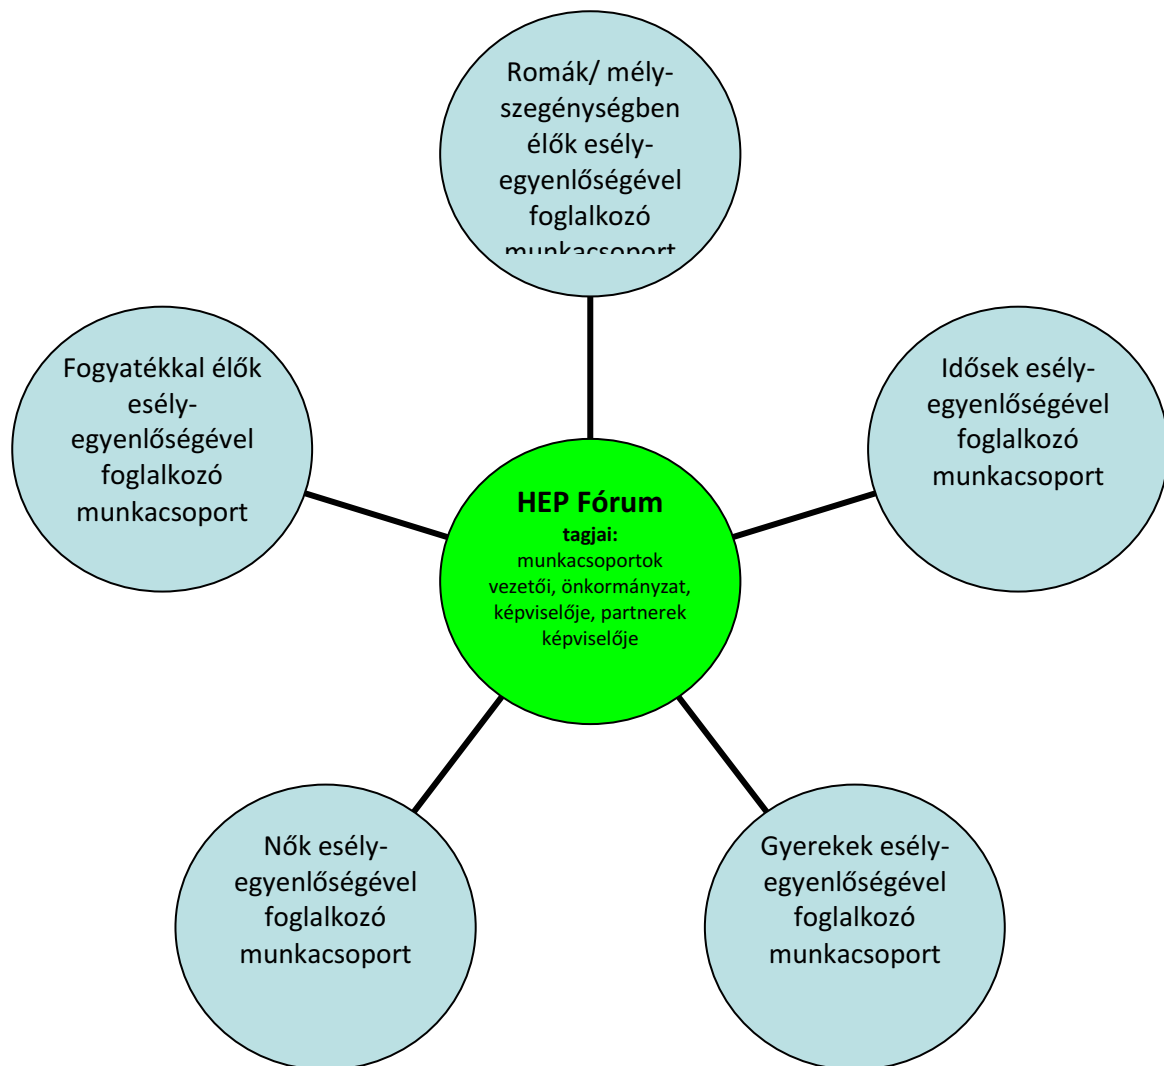 Romák/ mély-
szegénységben
élők esély-
egyenlőségével
foglalkozó
munkacsoport
Fogyatékkal élők
esély-
egyenlőségével
foglalkozó
munkacsoport
Idősek esély-
egyenlőségével
foglalkozó
munkacsoport
HEP Fórum
tagjai:
munkacsoportok
vezetői, önkormányzat,
képviselője, partnerek
képviselője
Nők esély-
egyenlőségével
foglalkozó
munkacsoport
Gyerekek esély-
egyenlőségével
foglalkozó
munkacsoport